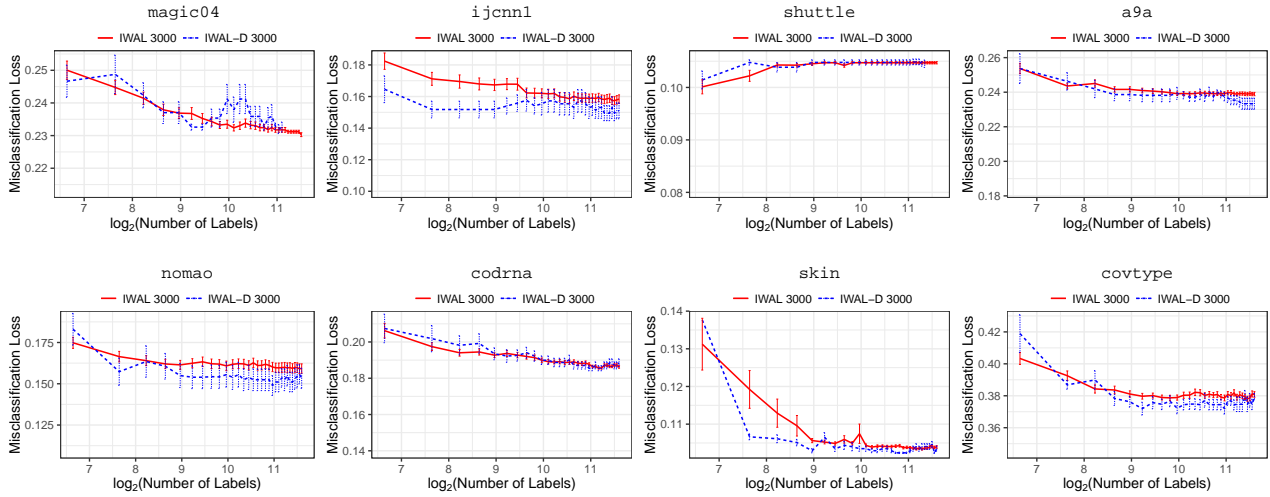 magic04
IWAL 3000 IWAL-D 3000
Misclassification Loss
0.25
0.24
0.23
0.22
7 8 9 10 11
log2(Number of Labels)
ijcnn1
IWAL 3000 IWAL-D 3000
Misclassification Loss
0.18
0.16
0.14
0.12
0.10
7 8 9 10 11
log2(Number of Labels)
shuttle
IWAL 3000 IWAL-D 3000
Misclassification Loss
0.10
0.09
0.08
7 8 9 10 11
log2(Number of Labels)
a9a
IWAL 3000 IWAL-D 3000
Misclassification Loss
0.26
0.24
0.22
0.20
0.18
7 8 9 10 11
log2(Number of Labels)
nomao
IWAL 3000 IWAL-D 3000
Misclassification Loss
0.175
0.150
0.125
7 8 9 10 11
log2(Number of Labels)
codrna
IWAL 3000 IWAL-D 3000
Misclassification Loss
0.20
0.18
0.16
0.14
7 8 9 10 11
log2(Number of Labels)
skin
IWAL 3000 IWAL-D 3000
Misclassification Loss
0.14
0.13
0.12
0.11
7 8 9 10 11
log2(Number of Labels)
covtype
IWAL 3000 IWAL-D 3000
Misclassification Loss
0.42
0.40
0.38
0.36
7 8 9 10 11
log2(Number of Labels)